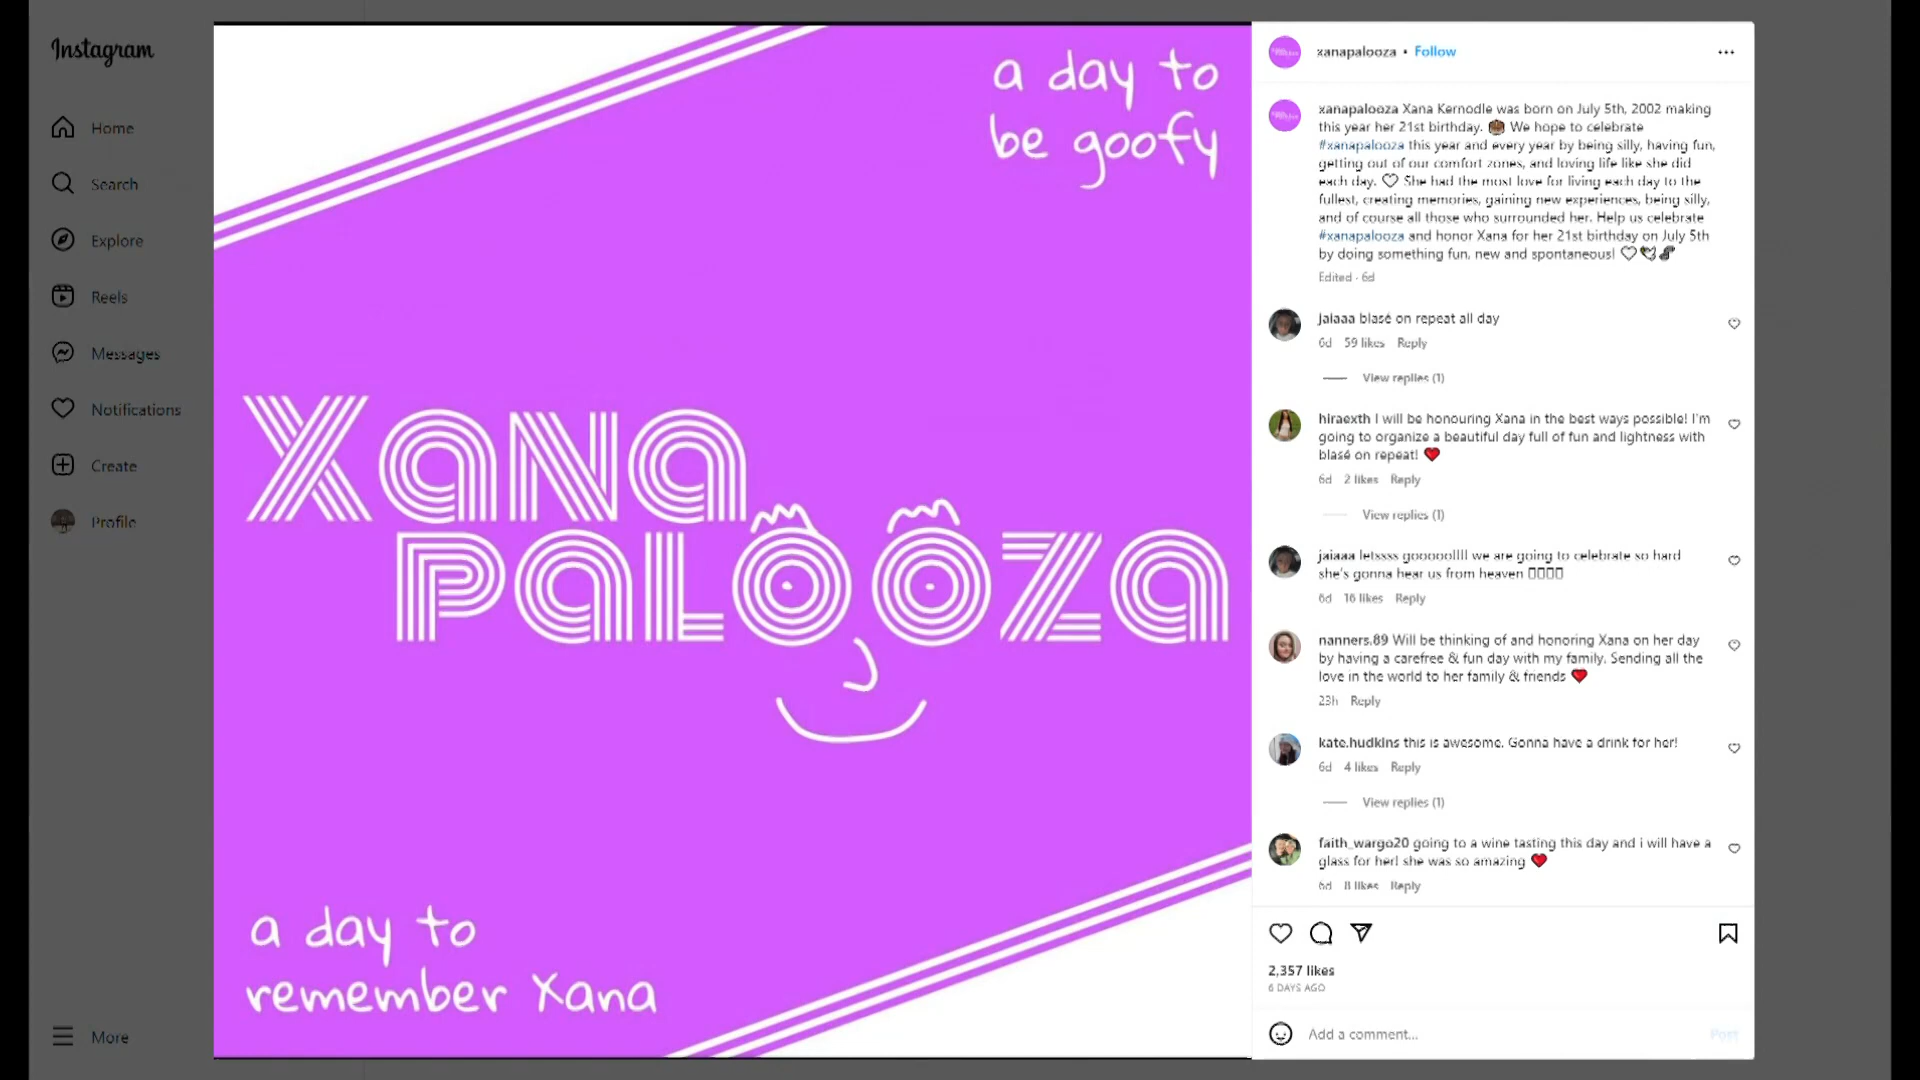 Instagram
Home
Search
Explore
Reels
Messages
Notifications
Create
Profile
More
a day to
be goofy
XANA
PALOOZA
a day to
remember Xana
xanapalooza • Follow
xanapalooza Xana Kernodle was born on July 5th, 2002 making
this year her 21st birthday. We hope to celebrate
#xanapalooza this year and every year by being silly, having fun,
getting out of our comfort zones, and loving life like she did
each day. She had the most love for living each day to the
fullest, creating memories, gaining new experiences, being silly,
and of course all those who surrounded her. Help us celebrate
#xanapalooza and honor Xana for her 21st birthday on July 5th
by doing something fun, new and spontaneous!
Edited · 6d
jaiaaa blasé on repeat all day
6d 59 likes Reply
View replies (1)
hiraexth I will be honouring Xana in the best ways possible! I'm
going to organize a beautiful day full of fun and lightness with
blasé on repeat! ❤
6d 2 likes Reply
View replies (1)
jaiaaa letssss gooooollll we are going to celebrate so hard
she's gonna hear us from heaven
6d 16 likes Reply
nanners.89 Will be thinking of and honoring Xana on her day
by having a carefree & fun day with my family. Sending all the
love in the world to her family & friends ❤
23h Reply
kate.hudkins this is awesome. Gonna have a drink for her!
6d 4 likes Reply
View replies (1)
faith_wargo20 going to a wine tasting this day and i will have a
glass for her! she was so amazing ❤
6d 8 likes Reply
2,357 likes
6 DAYS AGO
Add a comment...
Post